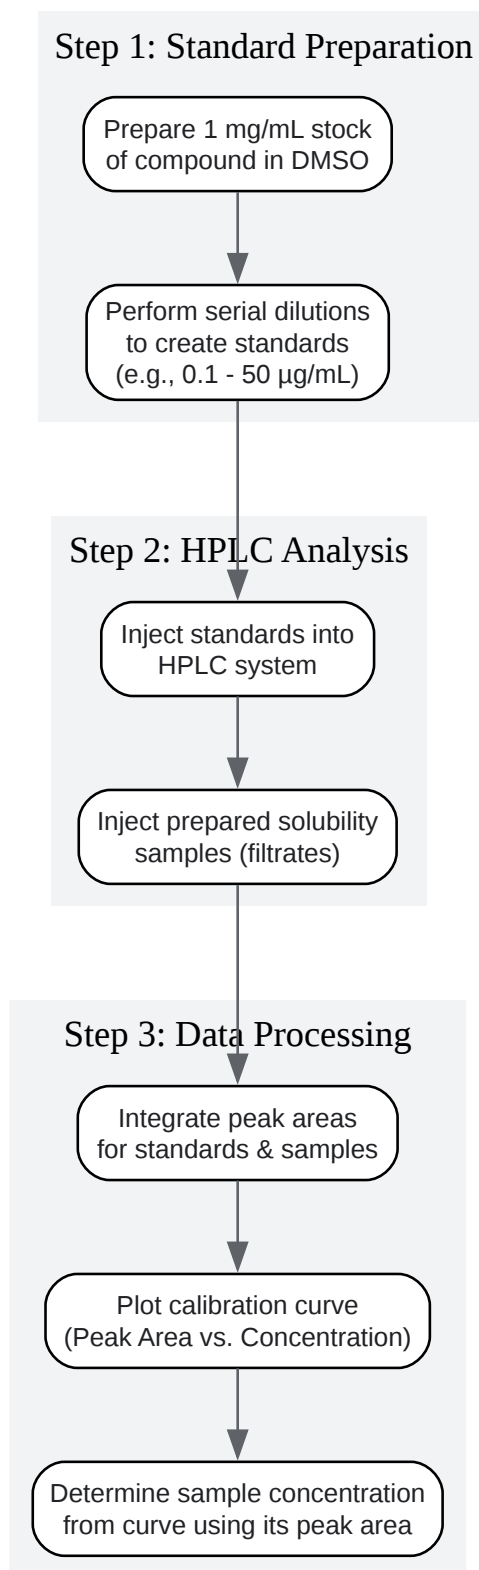 Step 1: Standard Preparation
Prepare 1 mg/mL stock
of compound in DMSO
Perform serial dilutions
to create standards
(e.g., 0.1 - 50 µg/mL)
Step 2: HPLC Analysis
Inject standards into
HPLC system
Inject prepared solubility
samples (filtrates)
Step 3: Data Processing
Integrate peak areas
for standards & samples
Plot calibration curve
(Peak Area vs. Concentration)
Determine sample concentration
from curve using its peak area